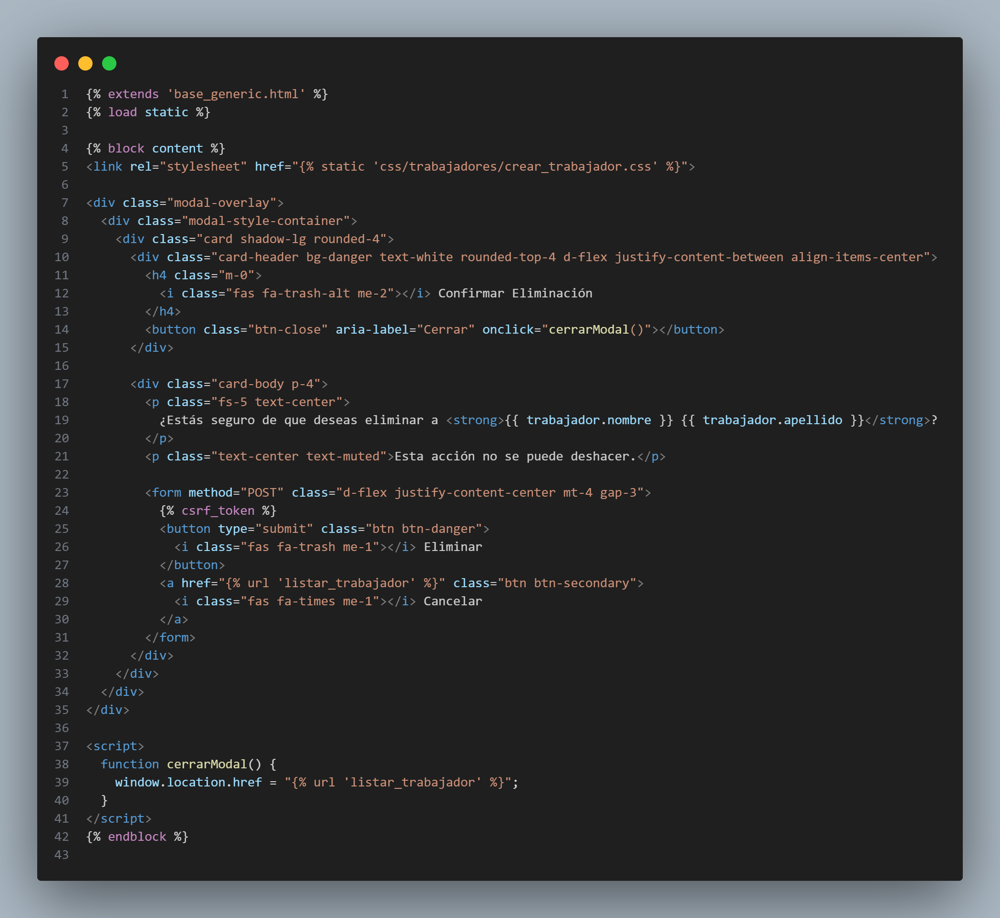 1 {% extends 'base_generic.html' %}
2 {% load static %}
3
4 {% block content %}
5 <link rel="stylesheet" href="{% static 'css/trabajadores/crear_trabajador.css' %}">
6
7 <div class="modal-overlay">
8   <div class="modal-style-container">
9     <div class="card shadow-lg rounded-4">
10       <div class="card-header bg-danger text-white rounded-top-4 d-flex justify-content-between align-items-center">
11         <h4 class="m-0">
12           <i class="fas fa-trash-alt me-2"></i> Confirmar Eliminación
13         </h4>
14         <button class="btn-close" aria-label="Cerrar" onclick="cerrarModal()"></button>
15       </div>
16
17       <div class="card-body p-4">
18         <p class="fs-5 text-center">
19           ¿Estás seguro de que deseas eliminar a <strong>{{ trabajador.nombre }} {{ trabajador.apellido }}</strong>?
20         </p>
21         <p class="text-center text-muted">Esta acción no se puede deshacer.</p>
22
23         <form method="POST" class="d-flex justify-content-center mt-4 gap-3">
24           {% csrf_token %}
25           <button type="submit" class="btn btn-danger">
26             <i class="fas fa-trash me-1"></i> Eliminar
27           </button>
28           <a href="{% url 'listar_trabajador' %}" class="btn btn-secondary">
29             <i class="fas fa-times me-1"></i> Cancelar
30           </a>
31         </form>
32       </div>
33     </div>
34   </div>
35 </div>
36
37 <script>
38   function cerrarModal() {
39     window.location.href = "{% url 'listar_trabajador' %}";
40   }
41 </script>
42 {% endblock %}
43